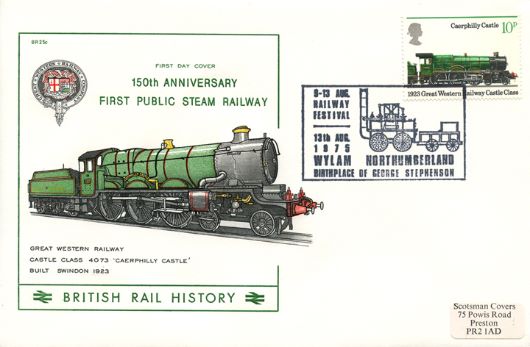 BR25c
FIRST DAY COVER
150th ANNIVERSARY
FIRST PUBLIC STEAM RAILWAY
GREAT WESTERN RAILWAY
CASTLE CLASS 4073 'CAERPHILLY CASTLE'
BUILT SWINDON 1923
BRITISH RAIL HISTORY
Caerphilly Castle 10P
1923 Great Western Railway Castle Class
9-13 AUG.
RAILWAY
FESTIVAL
13th AUG.
1975
WYLAM NORTHUMBERLAND
BIRTHPLACE OF GEORGE STEPHENSON
Scotsman Covers
75 Powis Road
Preston
PR2 1AD